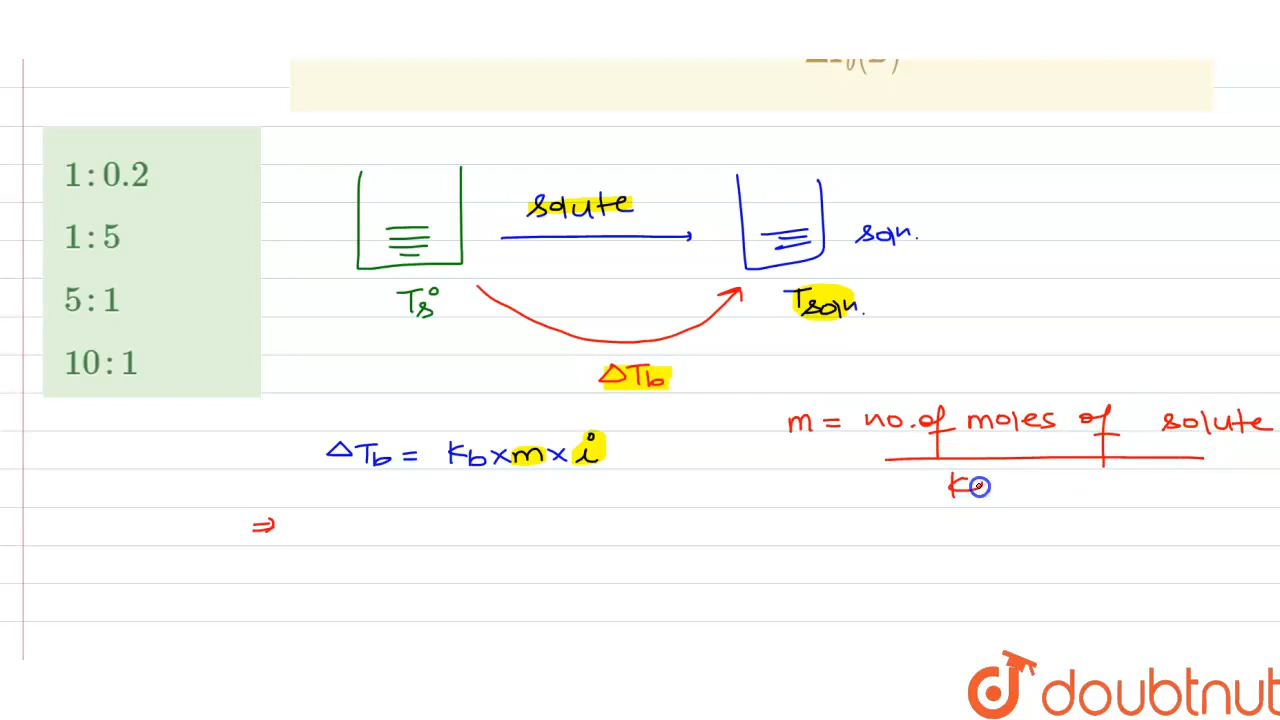 1 : 0.2
1 : 5
5 : 1
10 : 1
solute
soln.
Ts°
Tsoln.
ΔTb
ΔTb = Kb × m × i
m = no. of moles of solute
⇒
doubtnut